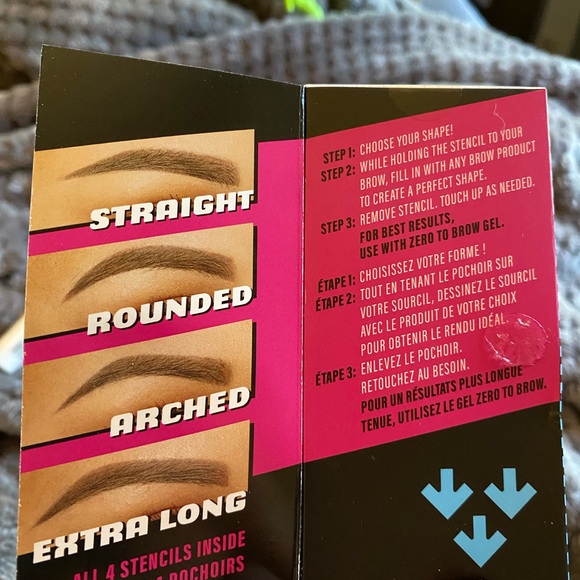 STRAIGHT
ROUNDED
ARCHED
EXTRA LONG
ALL 4 STENCILS INSIDE
POCHOIRS
STEP 1: CHOOSE YOUR SHAPE!
STEP 2: WHILE HOLDING THE STENCIL TO YOUR
BROW, FILL IN WITH ANY BROW PRODUCT
TO CREATE A PERFECT SHAPE.
STEP 3: REMOVE STENCIL. TOUCH UP AS NEEDED.
FOR BEST RESULTS,
USE WITH ZERO TO BROW GEL.
ÉTAPE 1: CHOISISSEZ VOTRE FORME !
ÉTAPE 2: TOUT EN TENANT LE POCHOIR SUR
VOTRE SOURCIL, DESSINEZ LE SOURCIL
AVEC LE PRODUIT DE VOTRE CHOIX
POUR OBTENIR LE RENDU IDÉAL.
ÉTAPE 3: ENLEVEZ LE POCHOIR.
RETOUCHEZ AU BESOIN.
POUR UN RÉSULTATS PLUS LONGUE
TENUE, UTILISEZ LE GEL ZERO TO BROW.